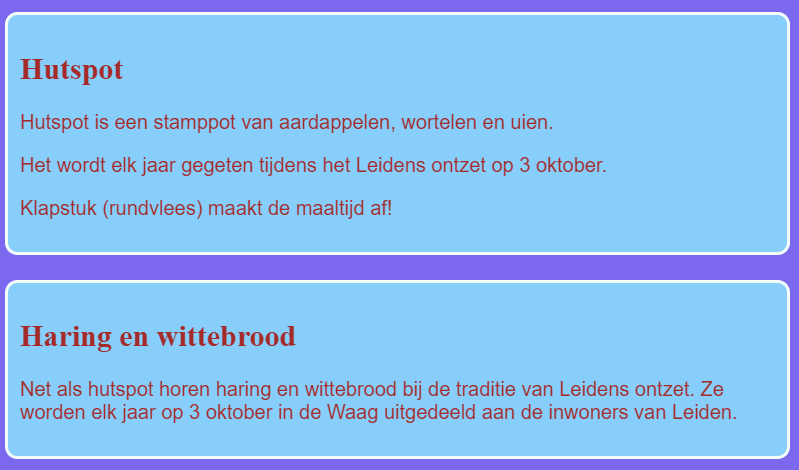 Hutspot
Hutspot is een stamppot van aardappelen, wortelen en uien.
Het wordt elk jaar gegeten tijdens het Leidens ontzet op 3 oktober.
Klapstuk (rundvlees) maakt de maaltijd af!
Haring en wittebrood
Net als hutspot horen haring en wittebrood bij de traditie van Leidens ontzet. Ze
worden elk jaar op 3 oktober in de Waag uitgedeeld aan de inwoners van Leiden.